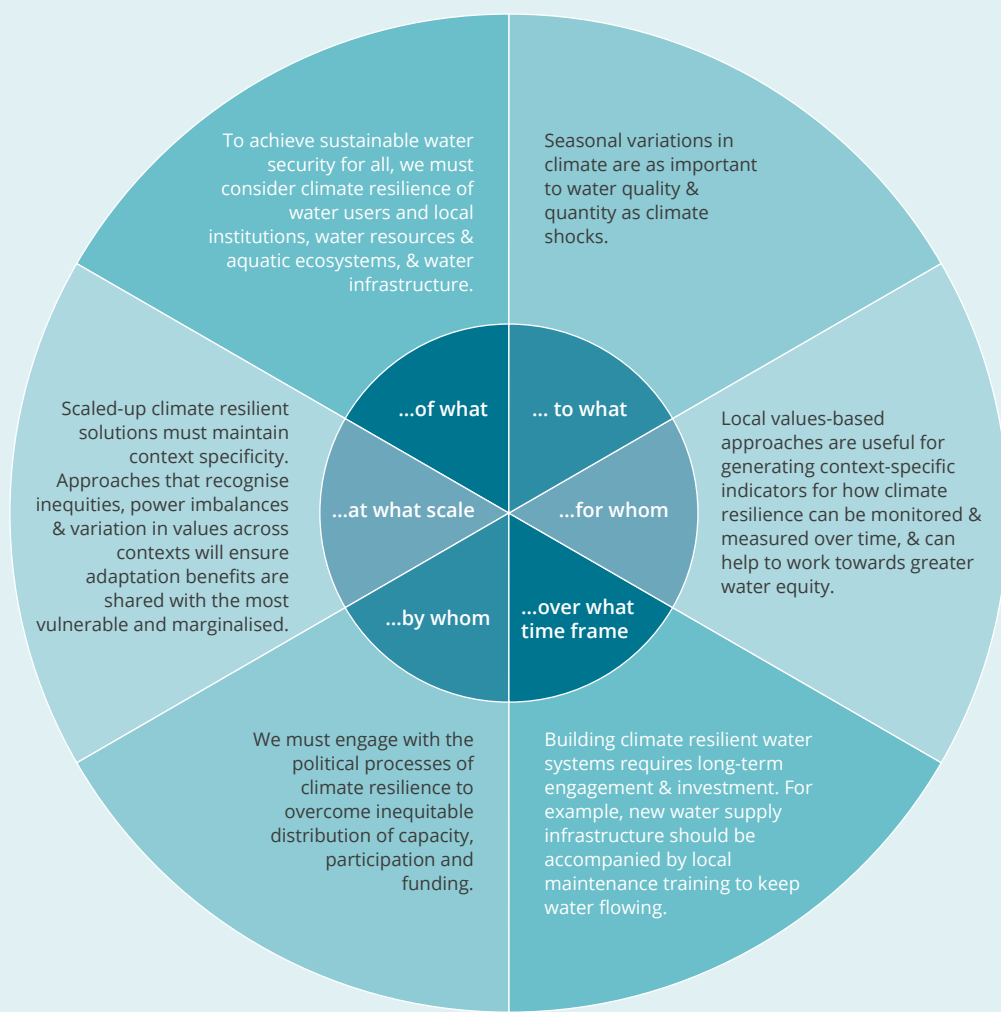 To achieve sustainable water
security for all, we must
consider climate resilience of
water users and local
institutions, water resources &
aquatic ecosystems, & water
infrastructure.
Seasonal variations in
climate are as important
to water quality &
quantity as climate
shocks.
...of what
... to what
Scaled-up climate resilient
solutions must maintain
context specificity.
Approaches that recognise
inequities, power imbalances
& variation in values across
contexts will ensure
adaptation benefits are
shared with the most
vulnerable and marginalised.
...at what scale
...for whom
Local values-based
approaches are useful for
generating context-specific
indicators for how climate
resilience can be monitored &
measured over time, & can
help to work towards greater
water equity.
...by whom
...over what
time frame
We must engage with the
political processes of
climate resilience to
overcome inequitable
distribution of capacity,
participation and
funding.
Building climate resilient water
systems requires long-term
engagement & investment. For
example, new water supply
infrastructure should be
accompanied by local
maintenance training to keep
water flowing.